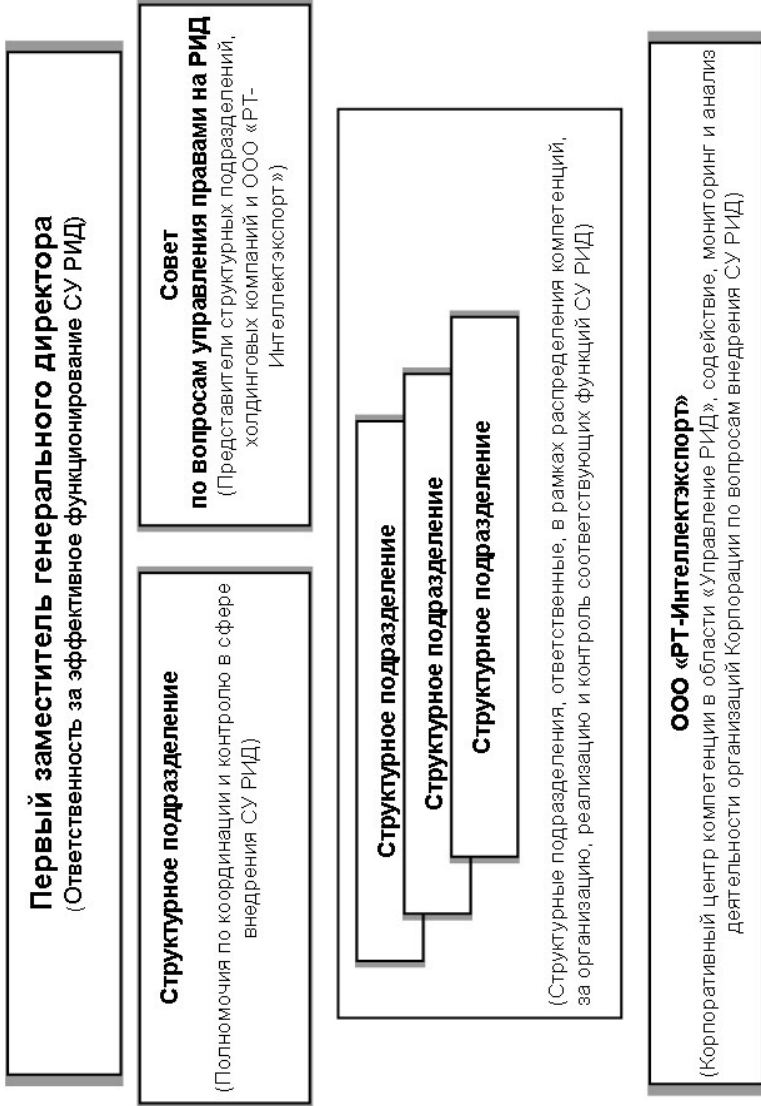 Первый заместитель генерального директора
(Ответственность за эффективное функционирование СУ РИД)
Структурное подразделение
(Полномочия по координации и контролю в сфере
внедрения СУ РИД)
Совет
по вопросам управления правами на РИД
(Представители структурных подразделений,
холдинговых компаний и ООО «РТ-
Интеллектэкспорт»)
Структурное подразделение
Структурное подразделение
Структурное подразделение
(Структурные подразделения, ответственные, в рамках распределения компетенций,
за организацию, реализацию и контроль соответствующих функций СУ РИД)
ООО «РТ-Интеллектэкспорт»
(Корпоративный центр компетенции в области «Управление РИД», содействие, мониторинг и анализ
деятельности организаций Корпорации по вопросам внедрения СУ РИД)